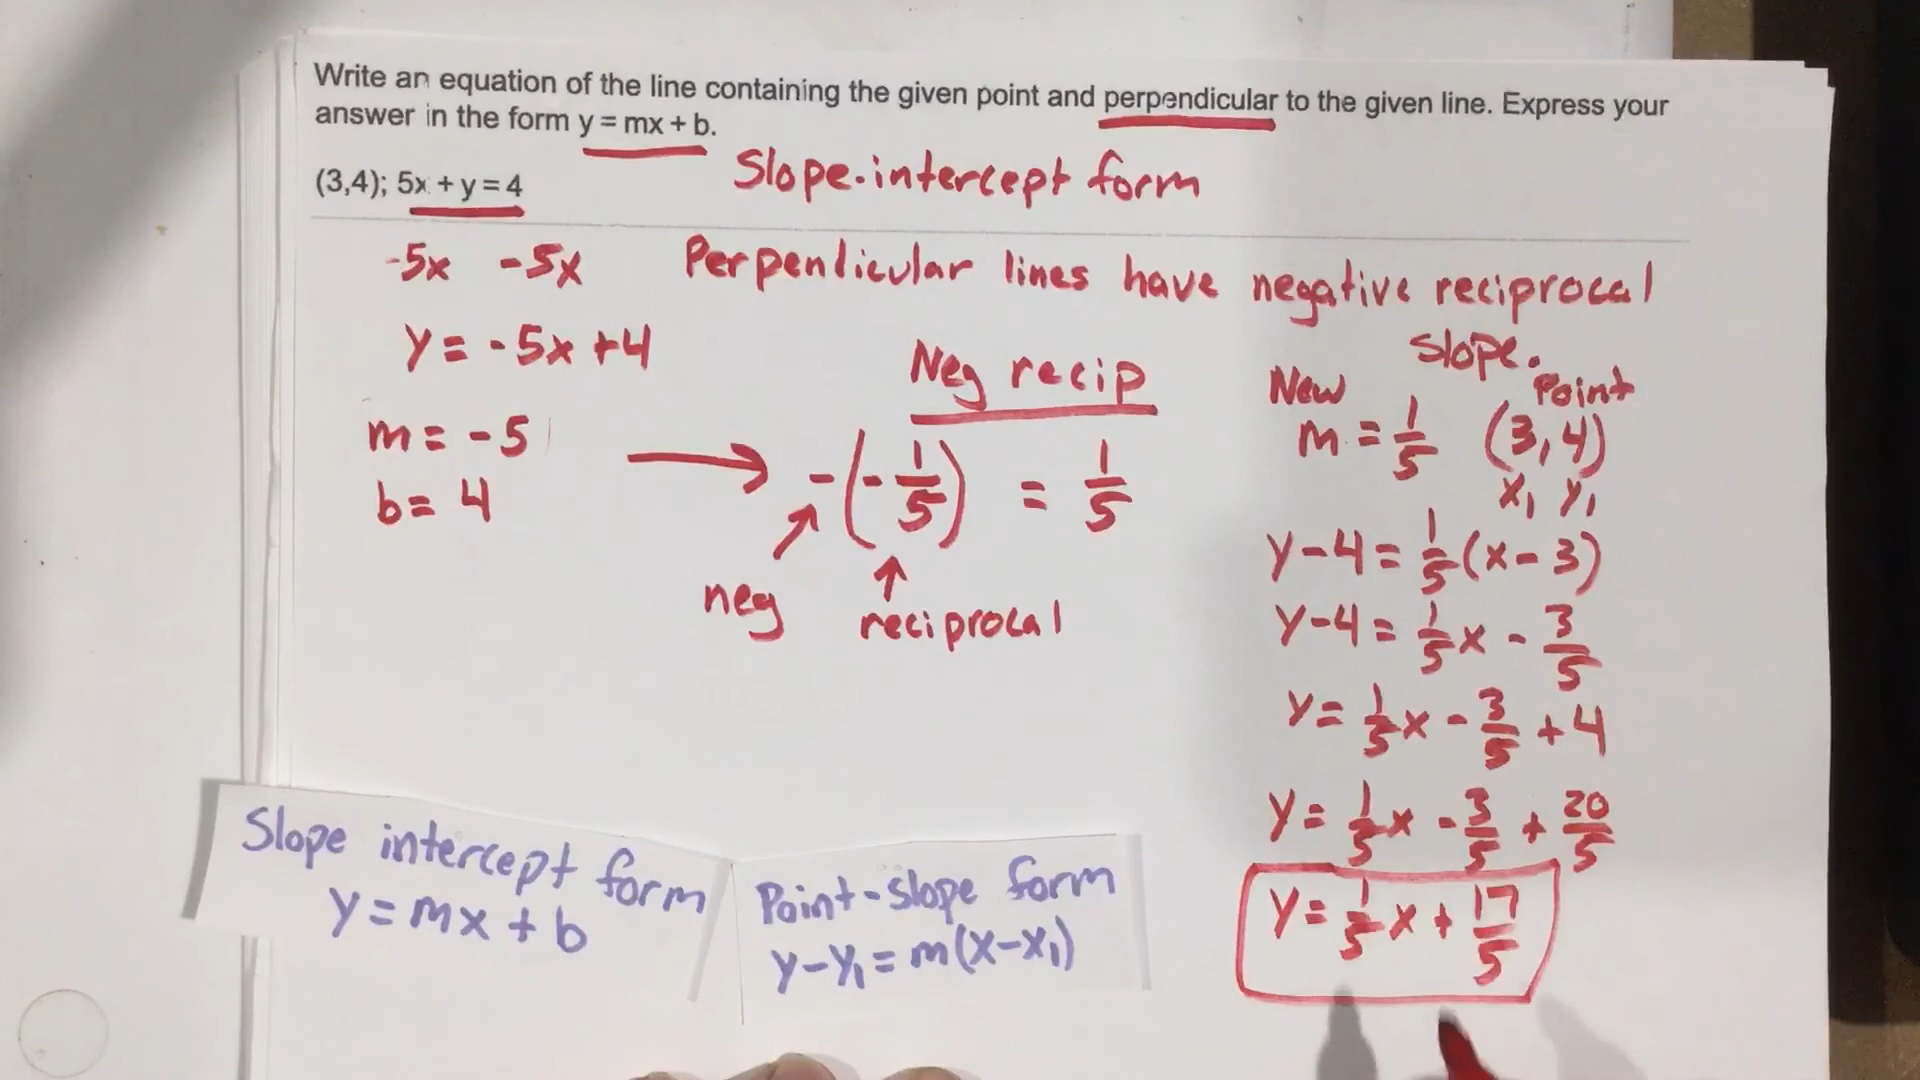 Write an equation of the line containing the given point and perpendicular to the given line. Express your
answer in the form y = mx + b.
(3,4); 5x + y = 4
Slope-intercept form
-5x -5x
Perpendicular lines have negative reciprocal
slope.
y = -5x + 4
m = -5
b = 4
Neg recip
-(-1/5) = 1/5
neg
reciprocal
New
Point
m = 1/5 (3,4)
x₁ y₁
y-4 = 1/5(x-3)
y-4 = 1/5x - 3/5
y = 1/5x - 3/5 + 4
y = 1/5x - 3/5 + 20/5
y = 1/5x + 17/5
Slope intercept form
y = mx + b
Point-slope form
y-y₁ = m(x-x₁)